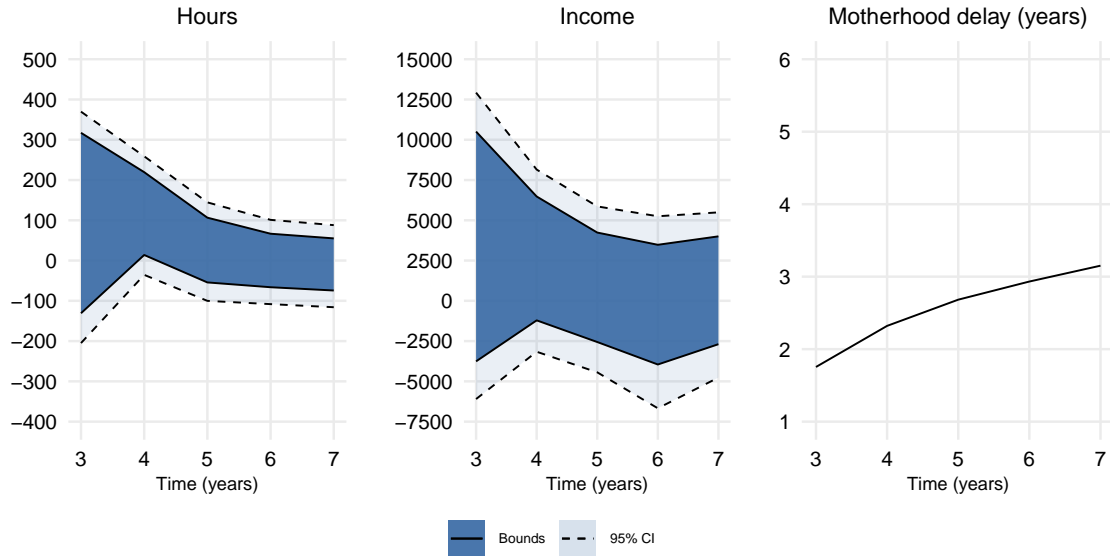 Hours
500
400
300
200
100
0
−100
−200
−300
−400
3 4 5 6 7
Time (years)
Income
15000
12500
10000
7500
5000
2500
0
−2500
−5000
−7500
3 4 5 6 7
Time (years)
Motherhood delay (years)
6
5
4
3
2
1
3 4 5 6 7
Time (years)
Bounds 95% CI